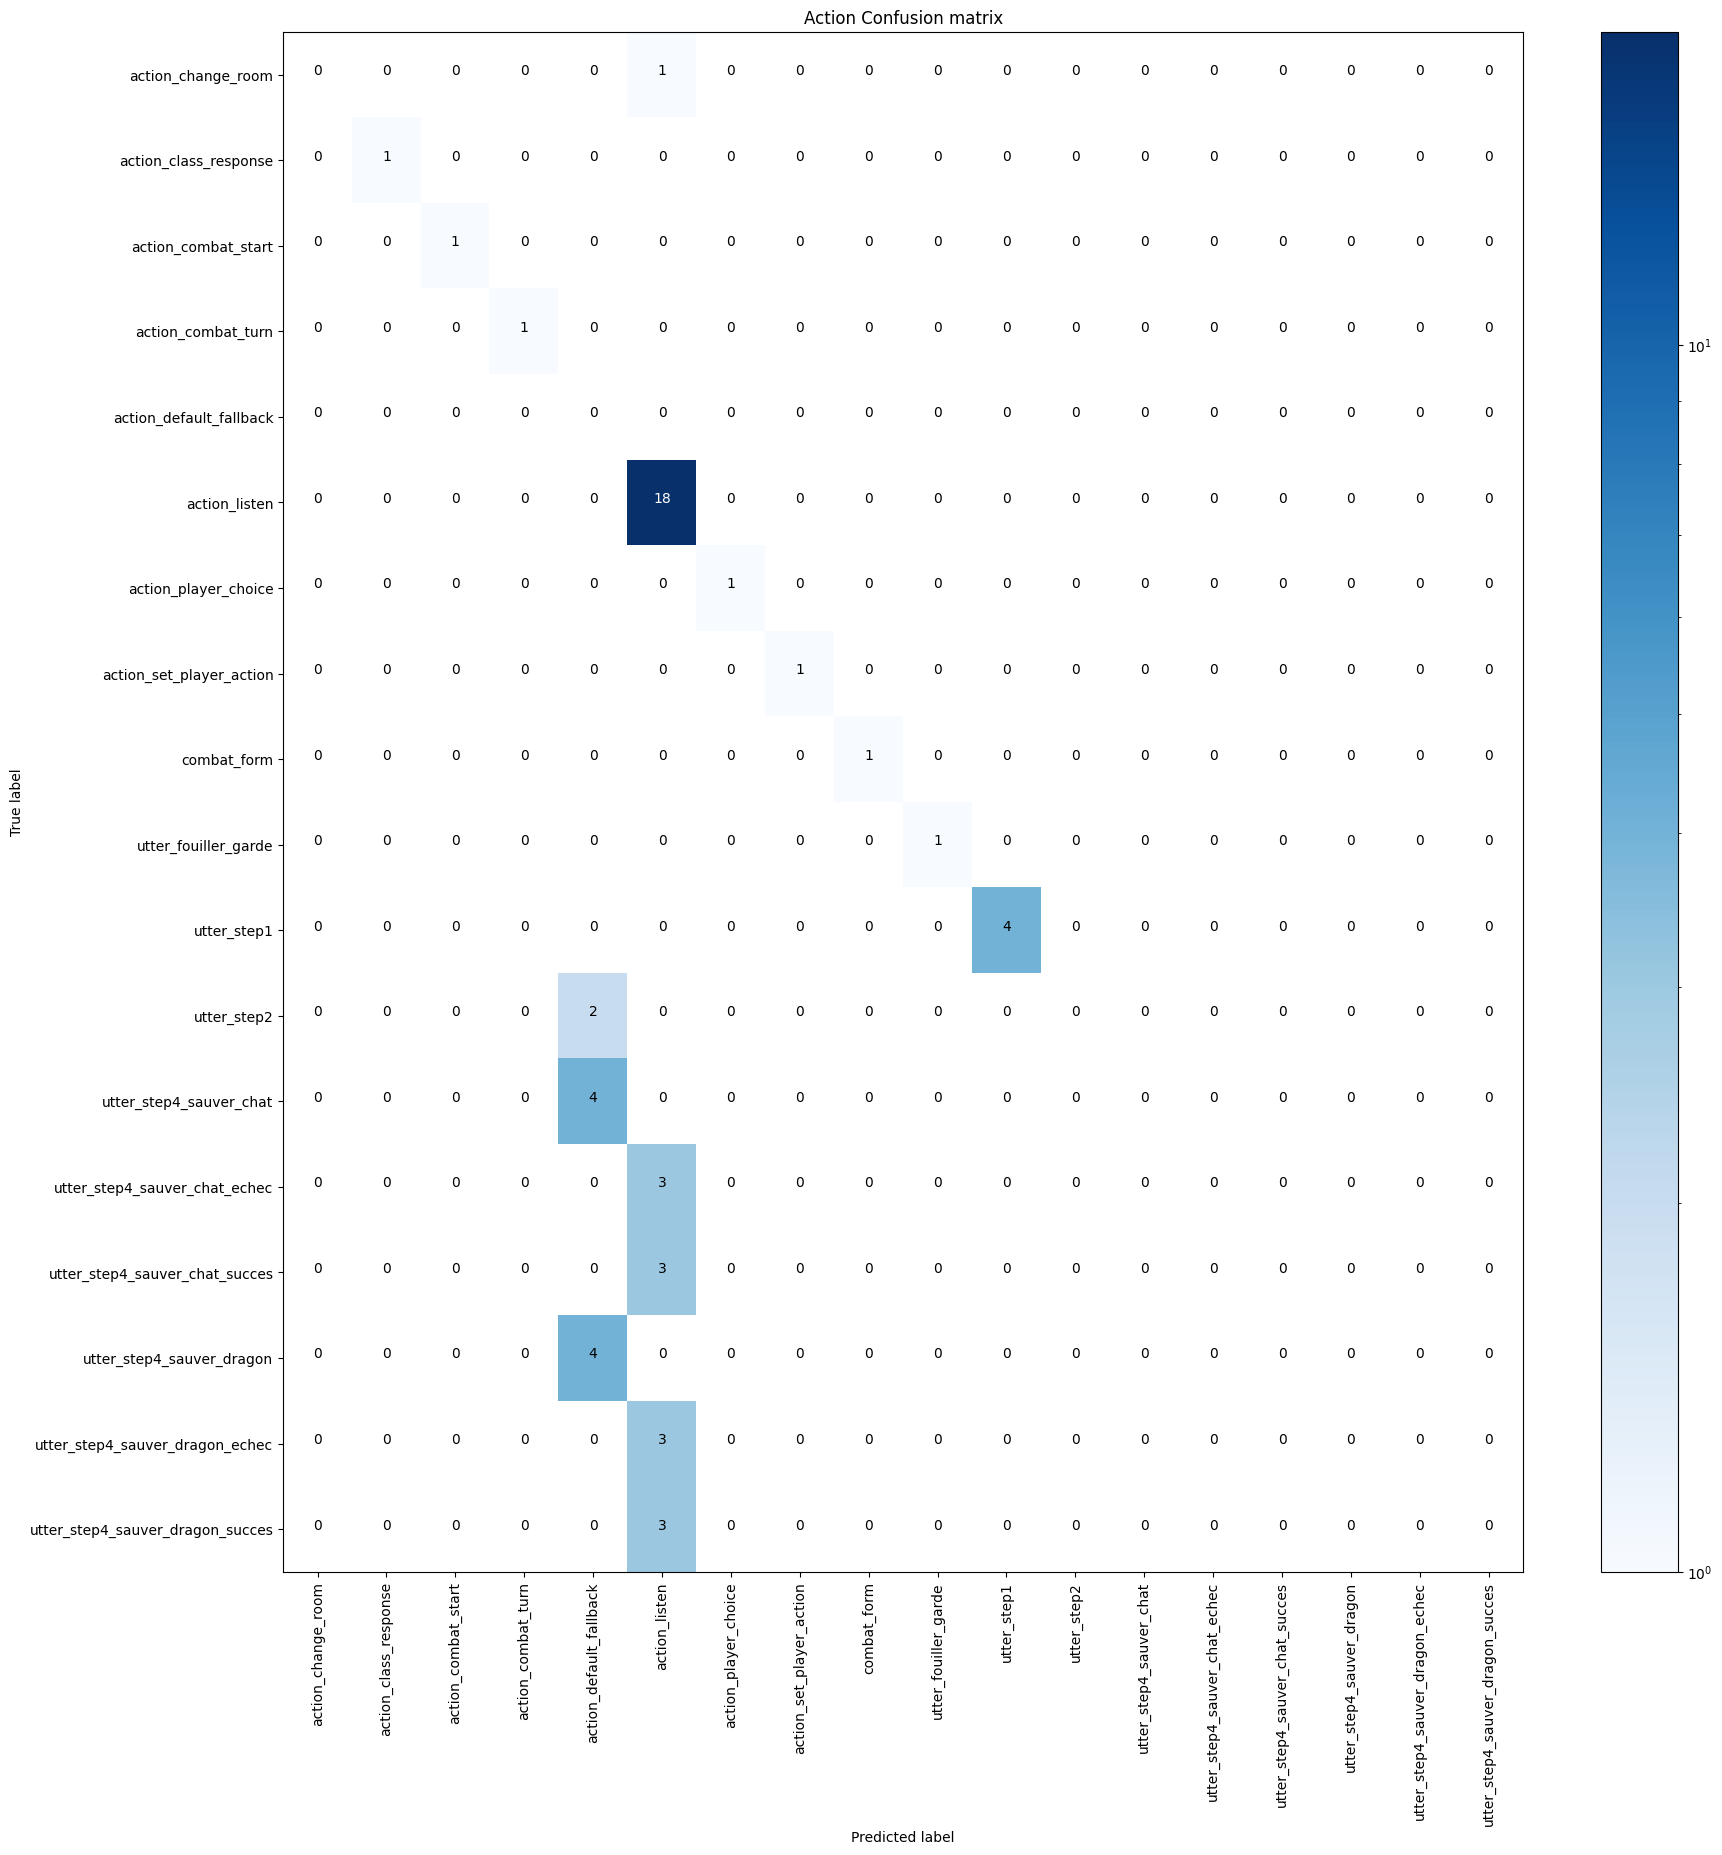 Action Confusion matrix
action_change_room 0 0 0 0 0 1 0 0 0 0 0 0 0 0 0 0 0 0
action_class_response 0 1 0 0 0 0 0 0 0 0 0 0 0 0 0 0 0 0
action_combat_start 0 0 1 0 0 0 0 0 0 0 0 0 0 0 0 0 0 0
action_combat_turn 0 0 0 1 0 0 0 0 0 0 0 0 0 0 0 0 0 0
action_default_fallback 0 0 0 0 0 0 0 0 0 0 0 0 0 0 0 0 0 0
action_listen 0 0 0 0 0 18 0 0 0 0 0 0 0 0 0 0 0 0
action_player_choice 0 0 0 0 0 0 1 0 0 0 0 0 0 0 0 0 0 0
action_set_player_action 0 0 0 0 0 0 0 1 0 0 0 0 0 0 0 0 0 0
combat_form 0 0 0 0 0 0 0 0 1 0 0 0 0 0 0 0 0 0
utter_fouiller_garde 0 0 0 0 0 0 0 0 0 1 0 0 0 0 0 0 0 0
utter_step1 0 0 0 0 0 0 0 0 0 0 4 0 0 0 0 0 0 0
utter_step2 0 0 0 0 2 0 0 0 0 0 0 0 0 0 0 0 0 0
utter_step4_sauver_chat 0 0 0 0 4 0 0 0 0 0 0 0 0 0 0 0 0 0
utter_step4_sauver_chat_echec 0 0 0 0 0 3 0 0 0 0 0 0 0 0 0 0 0 0
utter_step4_sauver_chat_succes 0 0 0 0 0 3 0 0 0 0 0 0 0 0 0 0 0 0
utter_step4_sauver_dragon 0 0 0 0 4 0 0 0 0 0 0 0 0 0 0 0 0 0
utter_step4_sauver_dragon_echec 0 0 0 0 0 3 0 0 0 0 0 0 0 0 0 0 0 0
utter_step4_sauver_dragon_succes 0 0 0 0 0 3 0 0 0 0 0 0 0 0 0 0 0 0
True label
action_change_room
action_class_response
action_combat_start
action_combat_turn
action_default_fallback
action_listen
action_player_choice
action_set_player_action
combat_form
utter_fouiller_garde
utter_step1
utter_step2
utter_step4_sauver_chat
utter_step4_sauver_chat_echec
utter_step4_sauver_chat_succes
utter_step4_sauver_dragon
utter_step4_sauver_dragon_echec
utter_step4_sauver_dragon_succes
Predicted label
10¹
10⁰